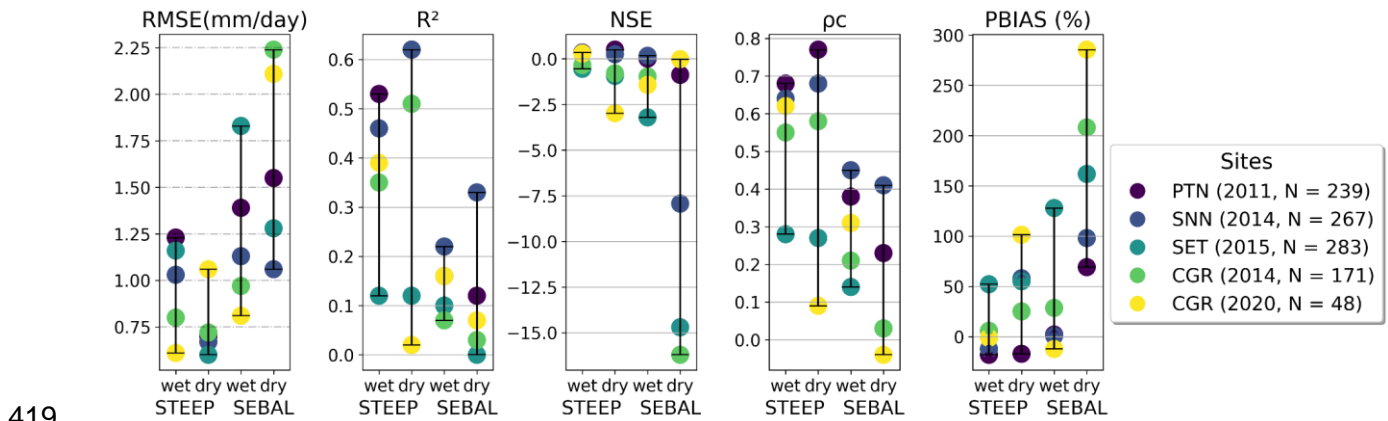 RMSE(mm/day) R² NSE ρc PBIAS (%)
2.25 0.6 0.0 0.8 300
2.00 0.5 −2.5 0.7 250
1.75 0.4 −5.0 0.6 200
1.50 0.3 −7.5 0.5 150
1.25 0.2 −10.0 0.4 100
1.00 0.1 −12.5 0.3 50
0.75 0.0 −15.0 0.2 0
0.1
0.0
Sites
PTN (2011, N = 239)
SNN (2014, N = 267)
SET (2015, N = 283)
CGR (2014, N = 171)
CGR (2020, N = 48)
wet dry wet dry wet dry wet dry wet dry wet dry wet dry wet dry wet dry wet dry
STEEP SEBAL STEEP SEBAL STEEP SEBAL STEEP SEBAL STEEP SEBAL
419